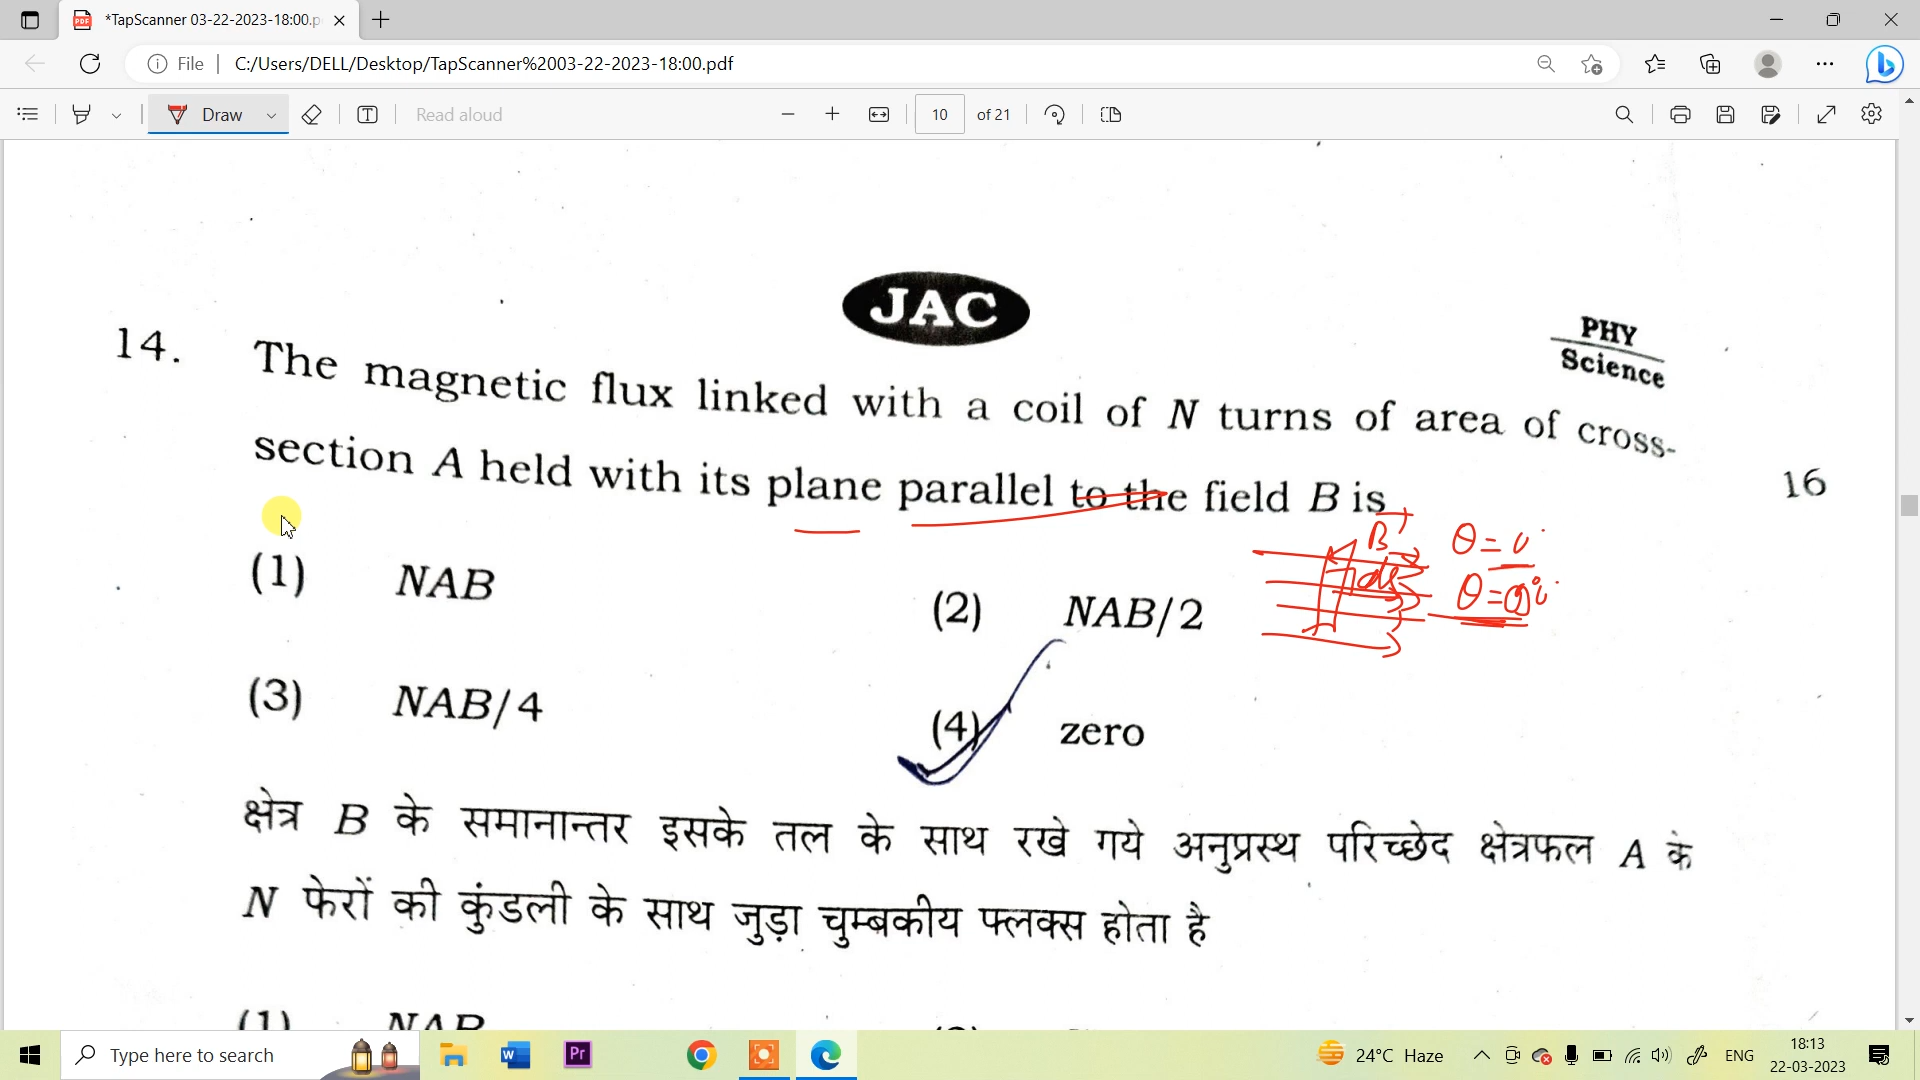 *TapScanner 03-22-2023-18:00.p
File
C:/Users/DELL/Desktop/TapScanner%2003-22-2023-18:00.pdf
Draw
Read aloud
10 of 21
JAC
PHY
Science
14. The magnetic flux linked with a coil of N turns of area of cross-
section A held with its plane parallel to the field B is
16
B
θ =
ds
θ =
(1) NAB
(2) NAB/2
(3) NAB/4
(4) zero
क्षेत्र B के समानान्तर इसके तल के साथ रखे गये अनुप्रस्थ परिच्छेद क्षेत्रफल A के
N फेरों की कुंडली के साथ जुड़ा चुम्बकीय फ्लक्स होता है
(1) NAB
Type here to search
24°C Haze
ENG
18:13
22-03-2023